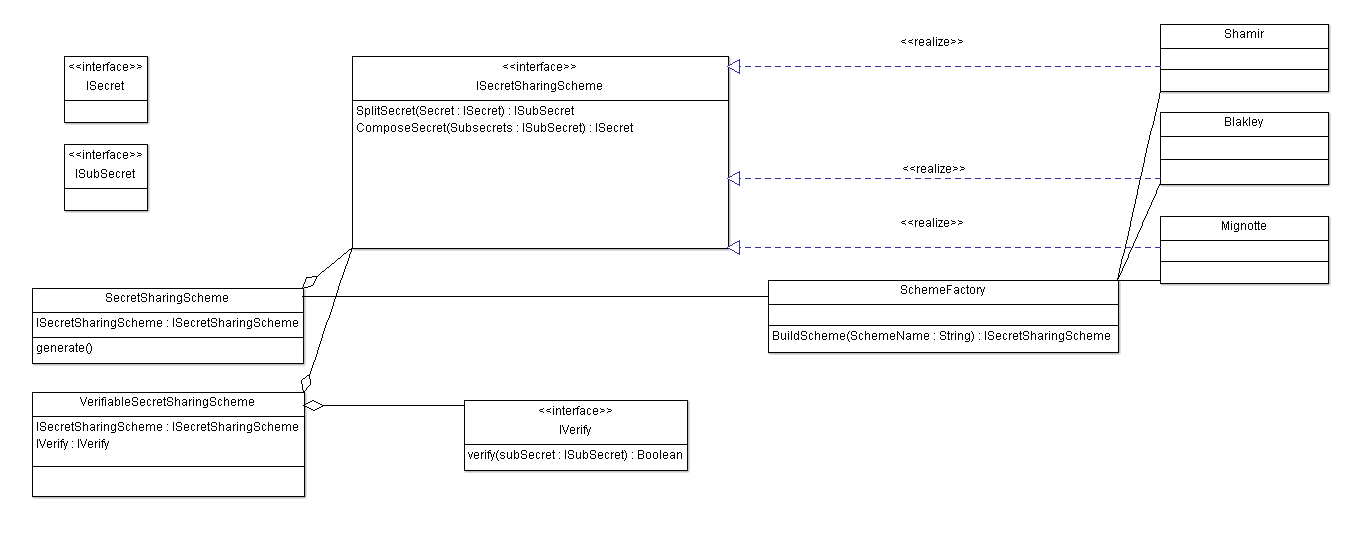 <<interface>>
ISecret
<<interface>>
ISubSecret
<<interface>>
ISecretSharingScheme
SplitSecret(Secret : ISecret) : ISubSecret
ComposeSecret(Subsecrets : ISubSecret) : ISecret
<<realize>>
<<realize>>
<<realize>>
Shamir
Blakley
Mignotte
SecretSharingScheme
ISecretSharingScheme : ISecretSharingScheme
generate()
SchemeFactory
BuildScheme(SchemeName : String) : ISecretSharingScheme
VerifiableSecretSharingScheme
ISecretSharingScheme : ISecretSharingScheme
IVerify : IVerify
<<interface>>
IVerify
verify(subSecret : ISubSecret) : Boolean